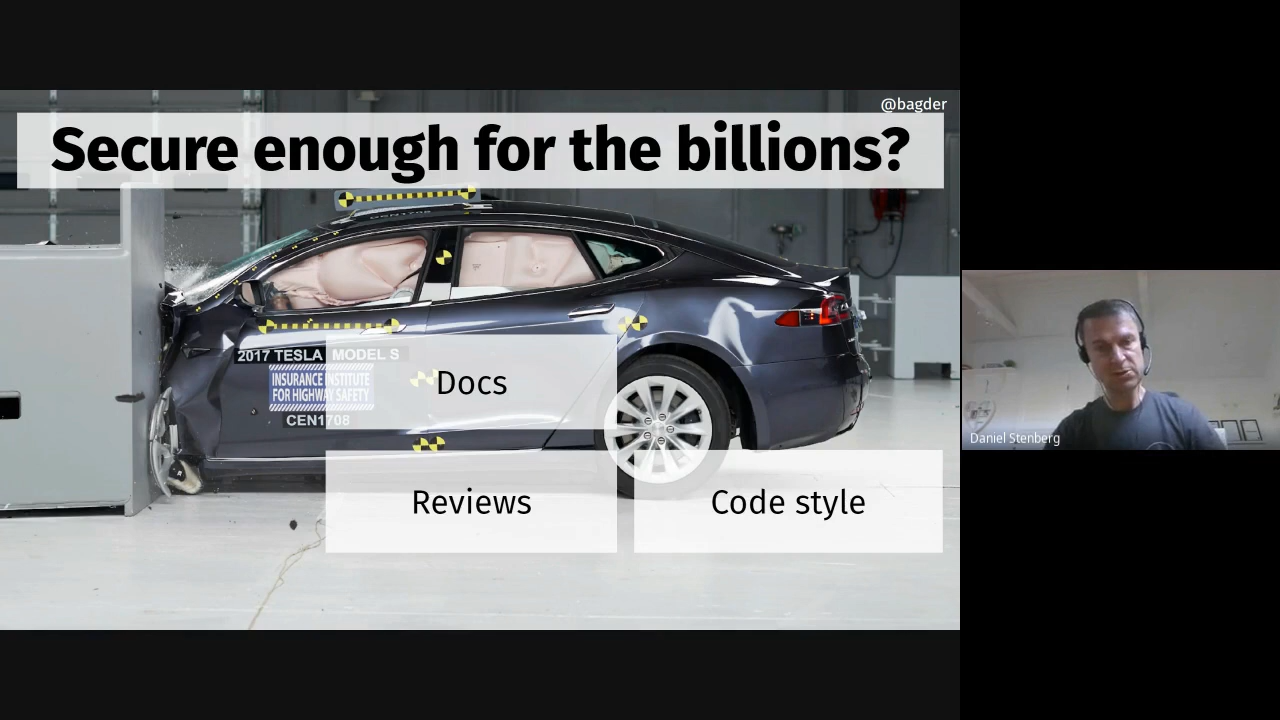 @bagder
Secure enough for the billions?
2017 TESLA MODEL S
INSURANCE INSTITUTE
FOR HIGHWAY SAFETY
CEN1708
CEN1708
Docs
Reviews
Code style
Daniel Stenberg